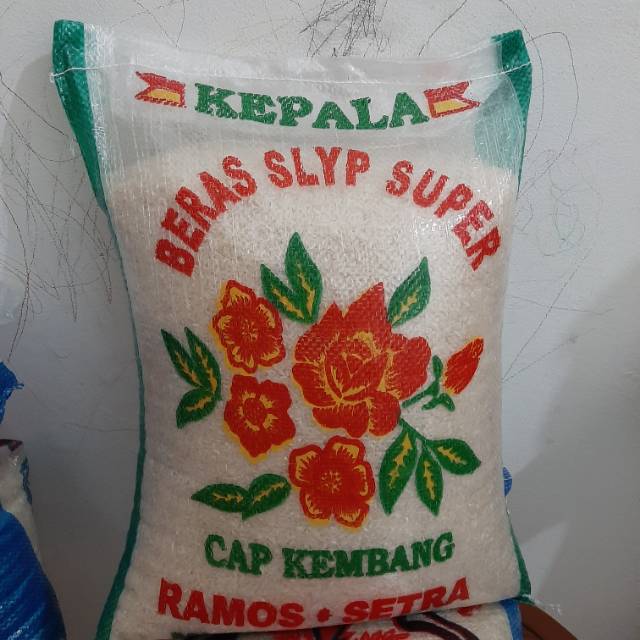 KEPALA
BERAS SLYP SUPER
CAP KEMBANG
RAMOS • SETRA